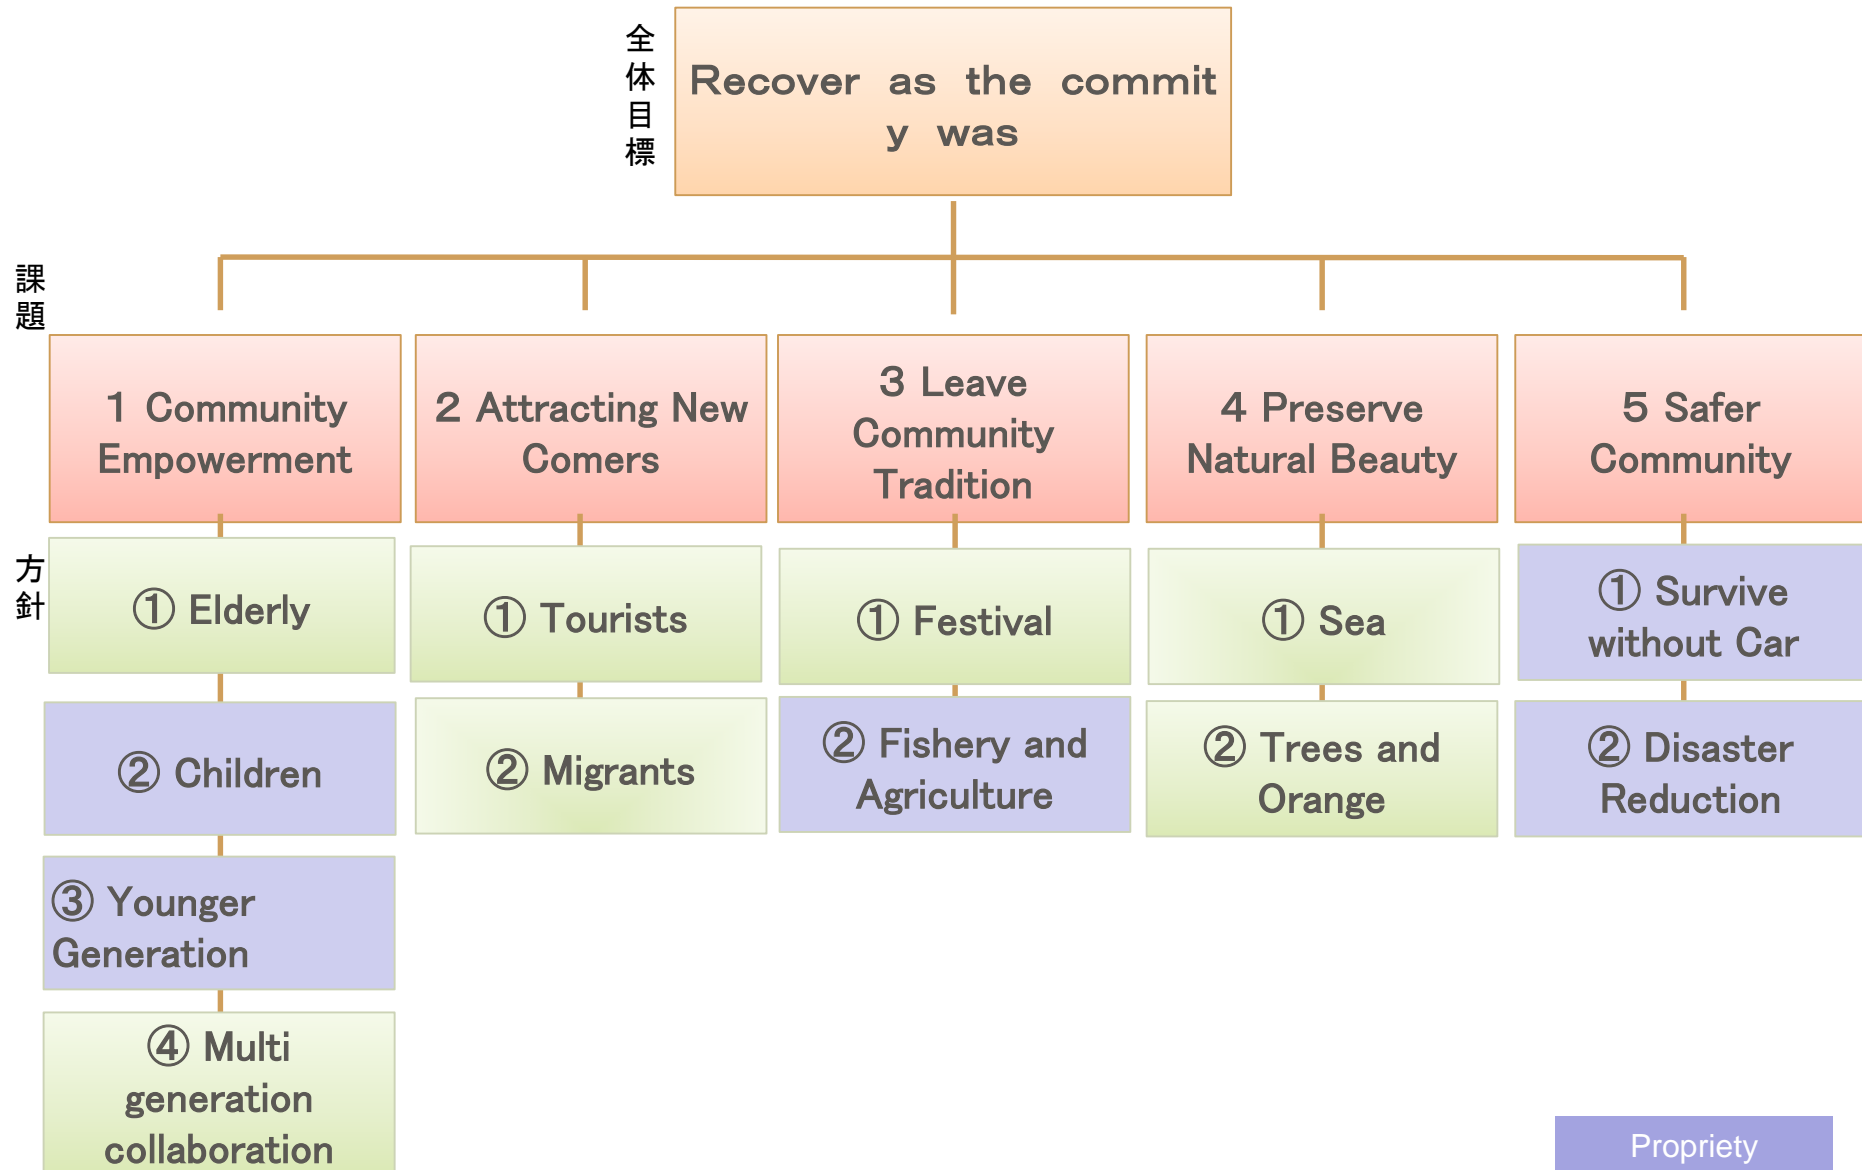 全体目標
Recover as the commit
y was
課題
1 Community
Empowerment
2 Attracting New
Comers
3 Leave
Community
Tradition
4 Preserve
Natural Beauty
5 Safer
Community
方針
① Elderly
② Children
③ Younger
Generation
④ Multi
generation
collaboration
① Tourists
② Migrants
① Festival
② Fishery and
Agriculture
① Sea
② Trees and
Orange
① Survive
without Car
② Disaster
Reduction
Propriety